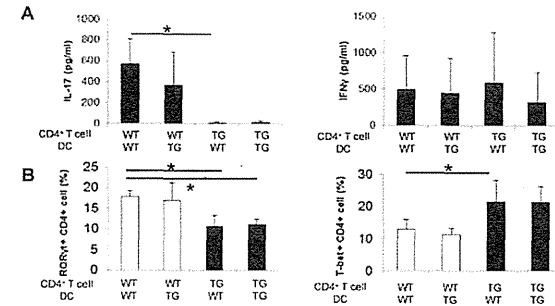 A
*
IL-17 (pg/ml)
1000
800
600
400
200
0
CD4+ T cell WT WT TG TG
DC WT TG WT TG
IFNγ (pg/ml)
1500
1000
500
0
WT WT TG TG
WT TG WT TG
B
*
*
RORγt+ CD4+ cell (%)
25
20
15
10
5
0
CD4+ T cell WT WT TG TG
DC WT TG WT TG
*
T-bet+ CD4+ cell (%)
30
20
10
0
CD4+ T cell WT WT TG TG
DC WT TG WT TG